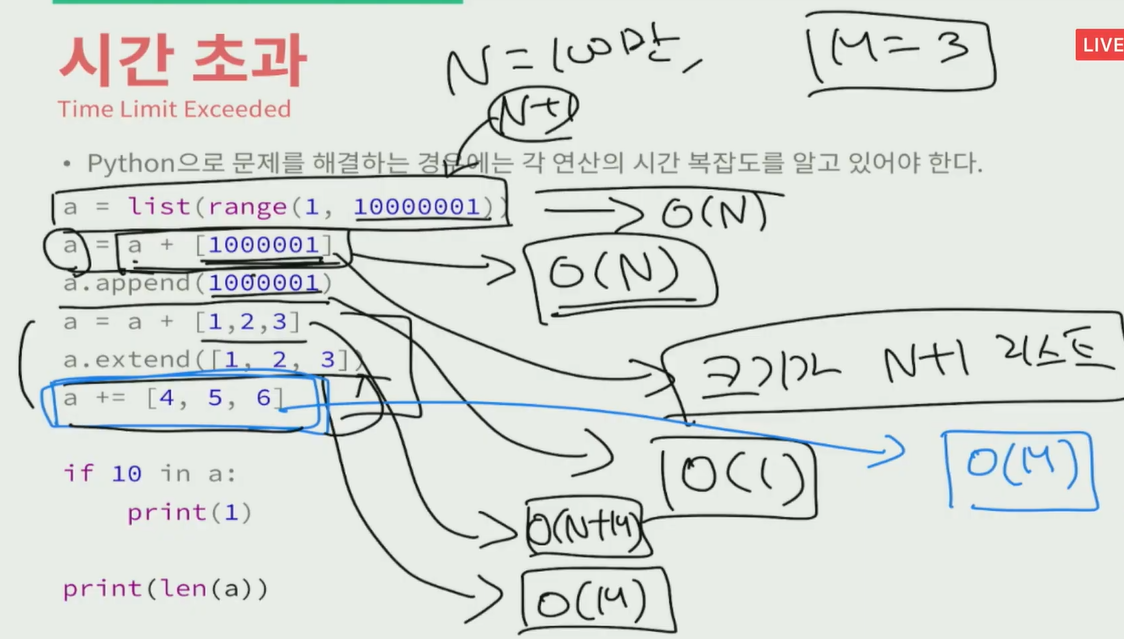 시간 초과
Time Limit Exceeded
N = 100만,
M = 3
LIVE
N+1
• Python으로 문제를 해결하는 경우에는 각 연산의 시간 복잡도를 알고 있어야 한다.
a = list(range(1, 10000001))
O(N)
a = a + [1000001]
O(N)
a.append(1000001)
a = a + [1,2,3]
a.extend([1, 2, 3])
크기가 N+1 리스트
a += [4, 5, 6]
O(M)
if 10 in a:
O(1)
print(1)
O(N+M)
print(len(a))
O(M)